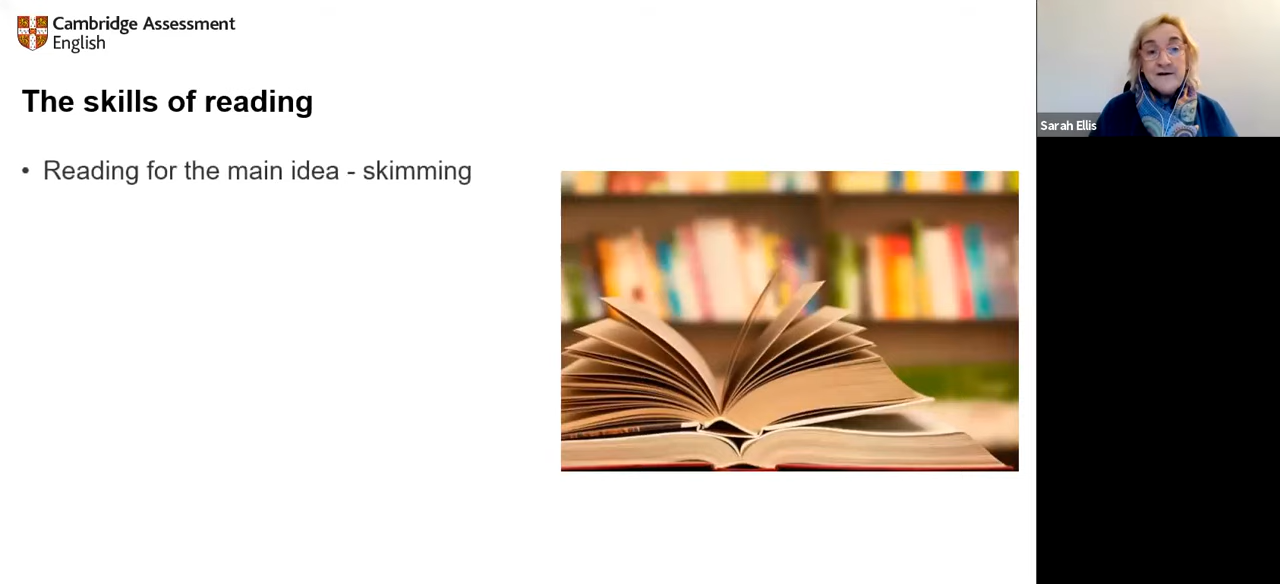 Cambridge Assessment
English
The skills of reading
• Reading for the main idea - skimming
Sarah Ellis